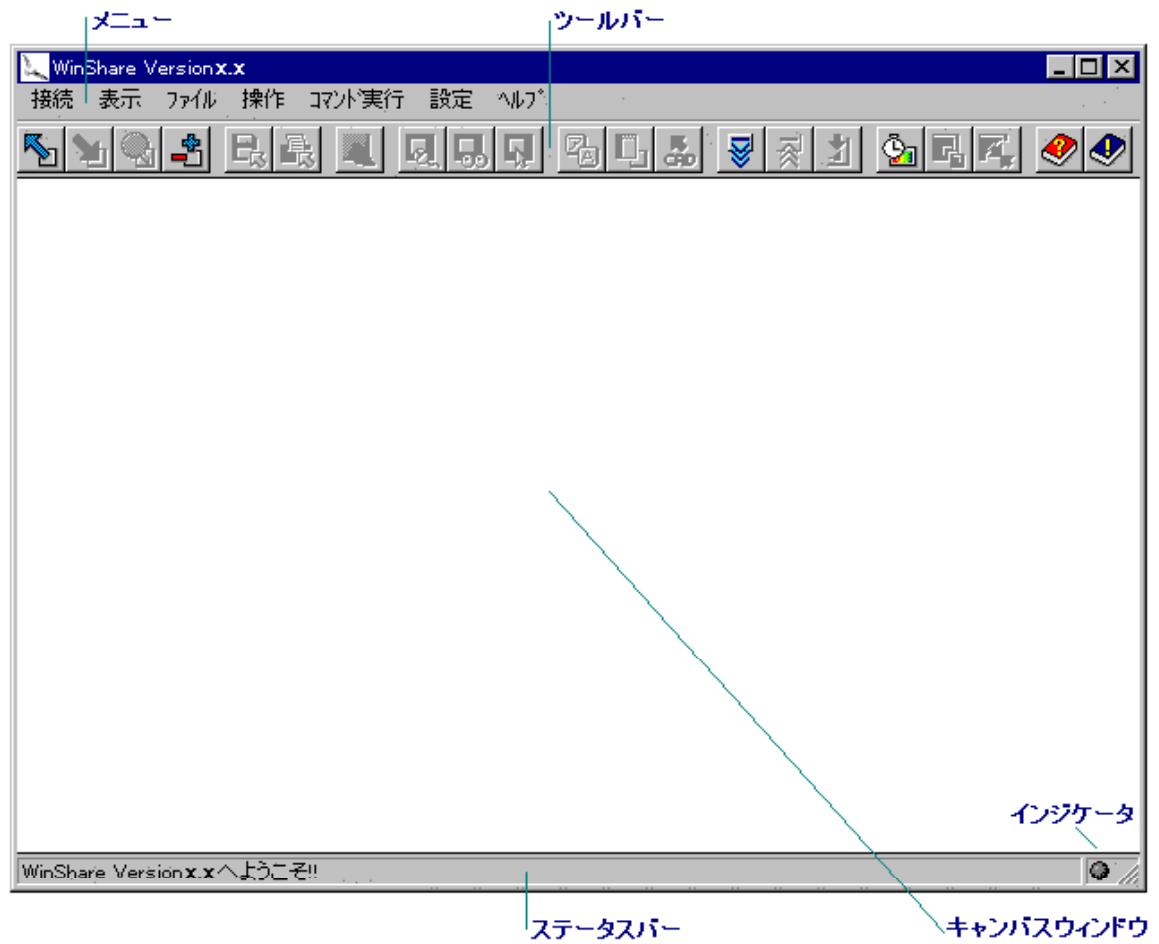 メニュー
ツールバー
WinShare Versionx.x
接続 表示 ﾌｧｲﾙ 操作 ｺﾏﾝﾄﾞ実行 設定 ﾍﾙﾌﾟ
インジケータ
WinShare Versionx.xへようこそ!!
ステータスバー
キャンバスウィンドウ